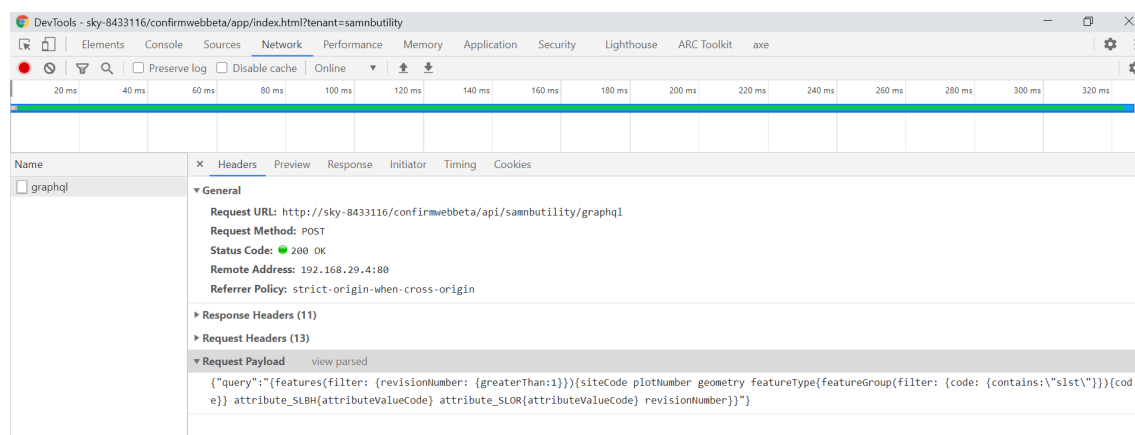 DevTools - sky-8433116/confirmwebbeta/app/index.html?tenant=samnbutility
Elements Console Sources Network Performance Memory Application Security Lighthouse ARC Toolkit axe
Preserve log Disable cache Online
20 ms 40 ms 60 ms 80 ms 100 ms 120 ms 140 ms 160 ms 180 ms 200 ms 220 ms 240 ms 260 ms 280 ms 300 ms 320 ms
Name × Headers Preview Response Initiator Timing Cookies
graphql
General
Request URL: http://sky-8433116/confirmwebbeta/api/samnbutility/graphql
Request Method: POST
Status Code: 200 OK
Remote Address: 192.168.29.4:80
Referrer Policy: strict-origin-when-cross-origin
Response Headers (11)
Request Headers (13)
Request Payload view parsed
{"query":"{features(filter: {revisionNumber: {greaterThan:1}}){siteCode plotNumber geometry featureType{featureGroup(filter: {code: {contains:\"slst\"}}){cod
e}} attribute_SLBH{attributeValueCode} attribute_SLOR{attributeValueCode} revisionNumber}}"}